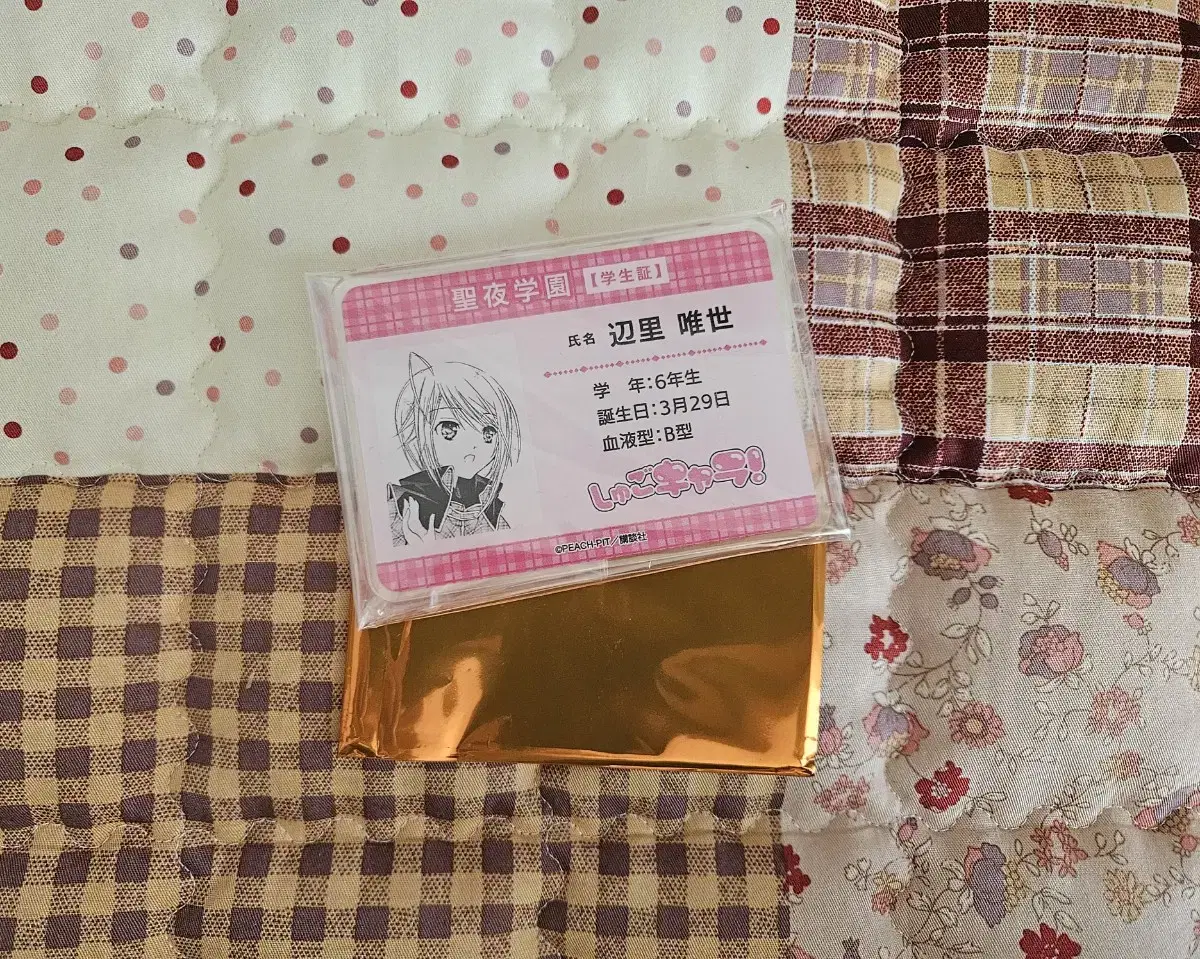 聖夜学園【学生証】
氏名 辺里 唯世
学 年:6年生
誕生日:3月29日
血液型:B型
しゅごキャラ!
©PEACH-PIT/講談社